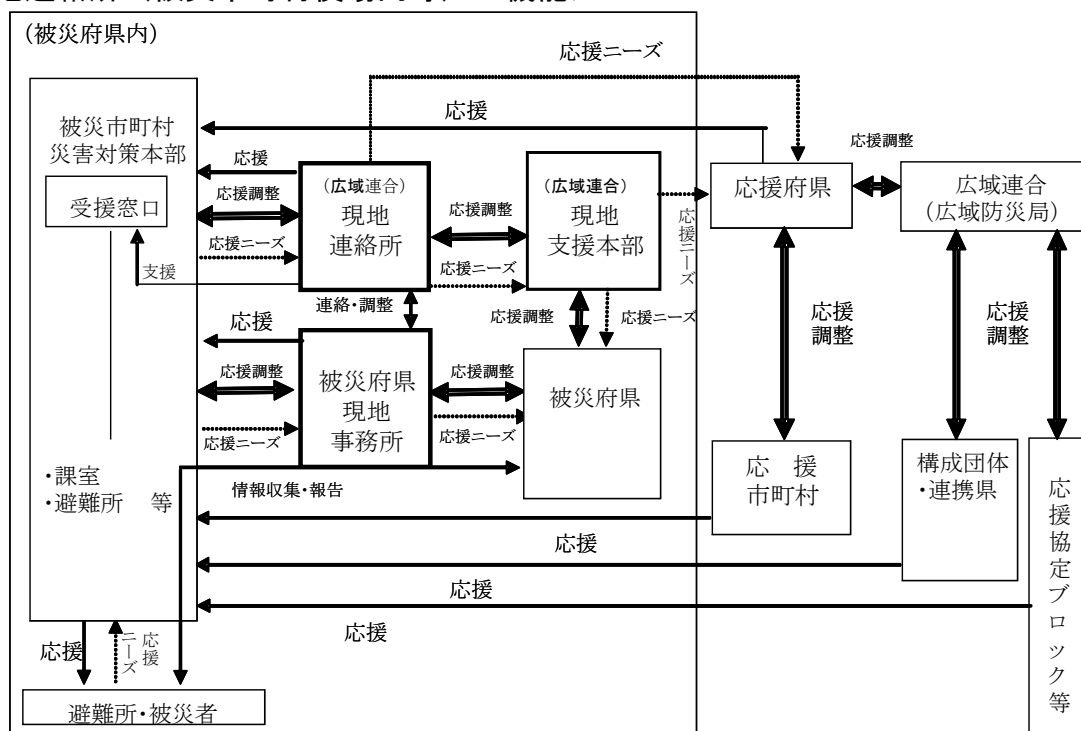 (被災府県内)
応援ニーズ
応援
被災市町村
災害対策本部
受援窓口
・課室
・避難所　等
応援
応援調整
応援ニーズ
支援
(広域連合)
現地
連絡所
応援調整
応援ニーズ
(広域連合)
現地
支援本部
応援ニーズ
応援府県
応援調整
広域連合
(広域防災局)
連絡・調整
応援調整
応援ニーズ
応援
応援調整
応援ニーズ
被災府県
現地
事務所
応援調整
応援ニーズ
被災府県
応援
調整
応援
調整
情報収集・報告
応　援
市町村
構成団体
・連携県
応援協定ブロック等
応援
応援
応援
応援
応援
ニーズ
避難所・被災者